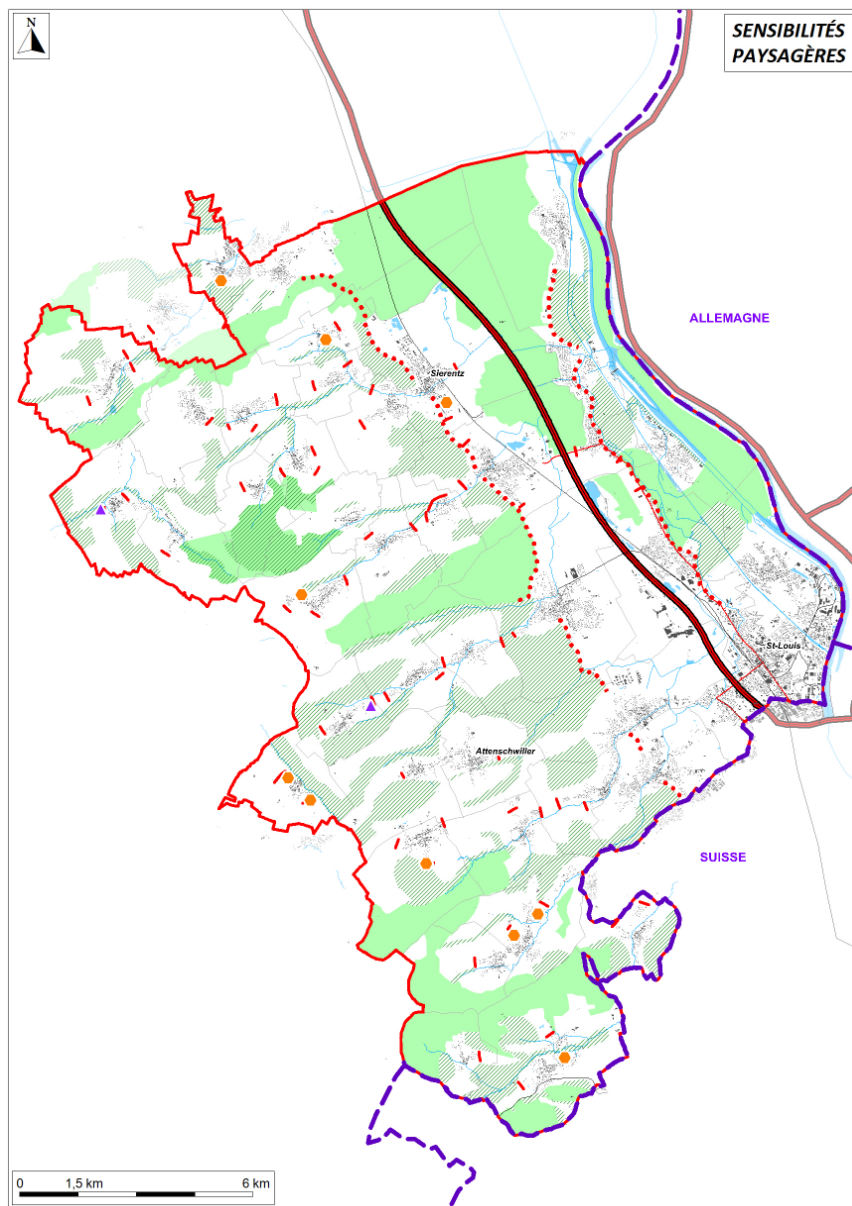 N
SENSIBILITÉS
PAYSAGÈRES
ALLEMAGNE
Sierentz
St-Louis
Attenschwiller
SUISSE
0 1,5 km 6 km